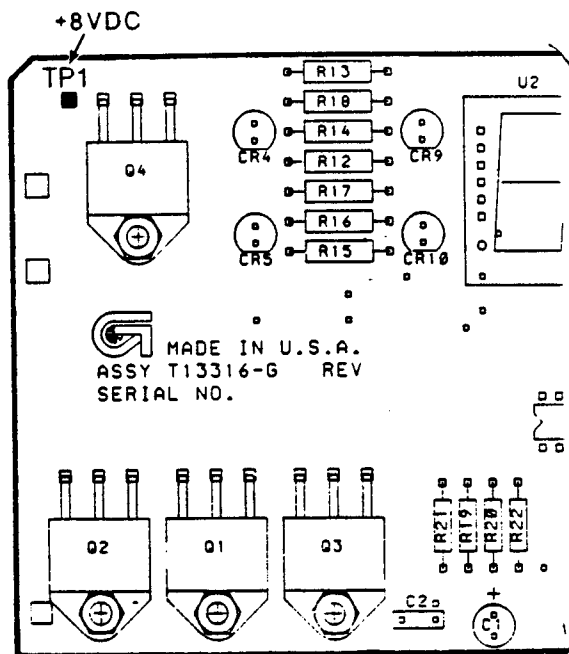 +8VDC
TP1
R13
U2
R18
R14
CR4
CR9
R12
Q4
R17
R16
R15
CR5
CR10
MADE IN U.S.A.
ASSY T13316-G REV
SERIAL NO.
R21
R19
R20
R22
Q2
Q1
Q3
C2
+
C1